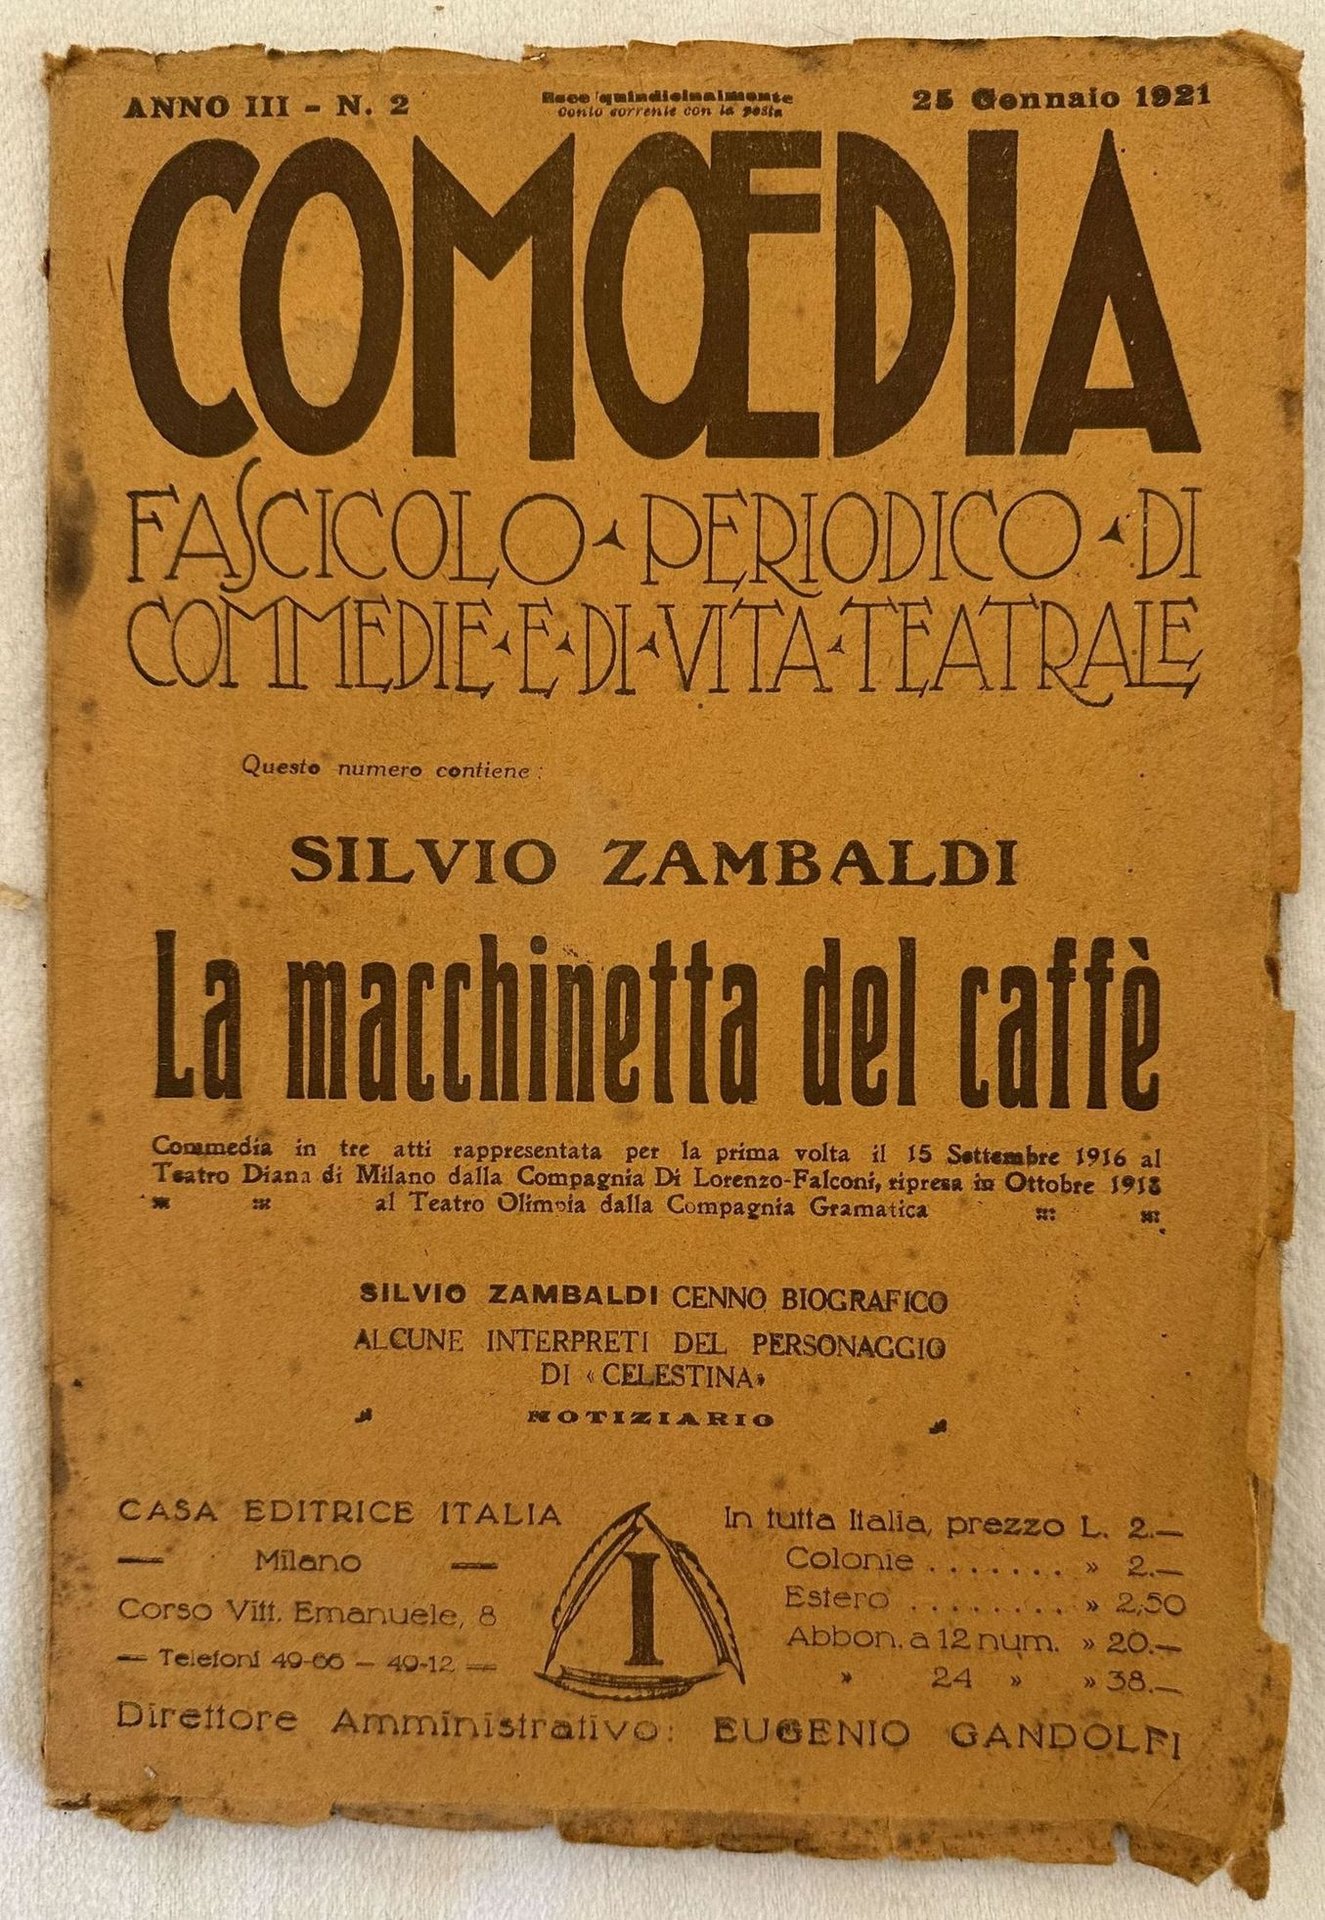 ANNO III - N. 2
Esce quindicinalmente
Conto corrente con la posta
25 Gennaio 1921
COMŒDIA
FASCICOLO PERIODICO DI
COMMEDIE E DI VITA TEATRALE
Questo numero contiene:
SILVIO ZAMBALDI
La macchinetta del caffè
Commedia in tre atti rappresentata per la prima volta il 15 Settembre 1916 al
Teatro Diana di Milano dalla Compagnia Di Lorenzo-Falconi, ripresa in Ottobre 1918
al Teatro Olimpia dalla Compagnia Gramatica
SILVIO ZAMBALDI CENNO BIOGRAFICO
ALCUNE INTERPRETI DEL PERSONAGGIO
DI «CELESTINA»
NOTIZIARIO
CASA EDITRICE ITALIA
— Milano —
Corso Vitt. Emanuele, 8
— Telefoni 49-66 — 49-12 —
I
In tutta Italia, prezzo L. 2.—
Colonie . . . . . . . » 2.—
Estero . . . . . . . . » 2,50
Abbon. a 12 num. » 20.—
» 24 » » 38.—
Direttore Amministrativo: EUGENIO GANDOLFI